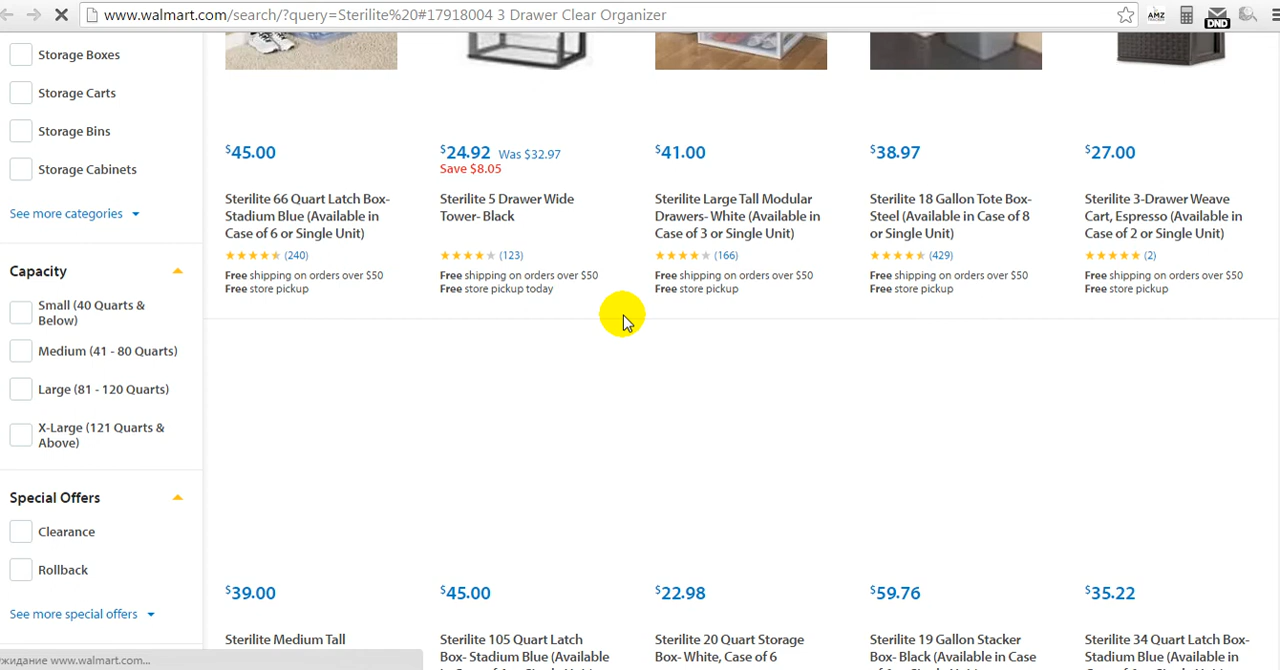 www.walmart.com/search/?query=Sterilite%20#17918004 3 Drawer Clear Organizer
AMZ
DND
Storage Boxes
Storage Carts
Storage Bins
Storage Cabinets
See more categories
Capacity
Small (40 Quarts &
Below)
Medium (41 - 80 Quarts)
Large (81 - 120 Quarts)
X-Large (121 Quarts &
Above)
Special Offers
Clearance
Rollback
See more special offers
$45.00
Sterilite 66 Quart Latch Box-
Stadium Blue (Available in
Case of 6 or Single Unit)
(240)
Free shipping on orders over $50
Free store pickup
$24.92 Was $32.97
Save $8.05
Sterilite 5 Drawer Wide
Tower- Black
(123)
Free shipping on orders over $50
Free store pickup today
$41.00
Sterilite Large Tall Modular
Drawers- White (Available in
Case of 3 or Single Unit)
(166)
Free shipping on orders over $50
Free store pickup
$38.97
Sterilite 18 Gallon Tote Box-
Steel (Available in Case of 8
or Single Unit)
(429)
Free shipping on orders over $50
Free store pickup
$27.00
Sterilite 3-Drawer Weave
Cart, Espresso (Available in
Case of 2 or Single Unit)
(2)
Free shipping on orders over $50
Free store pickup
$39.00
Sterilite Medium Tall
$45.00
Sterilite 105 Quart Latch
Box- Stadium Blue (Available
$22.98
Sterilite 20 Quart Storage
Box- White, Case of 6
$59.76
Sterilite 19 Gallon Stacker
Box- Black (Available in Case
$35.22
Sterilite 34 Quart Latch Box-
Stadium Blue (Available in
жидание www.walmart.com...